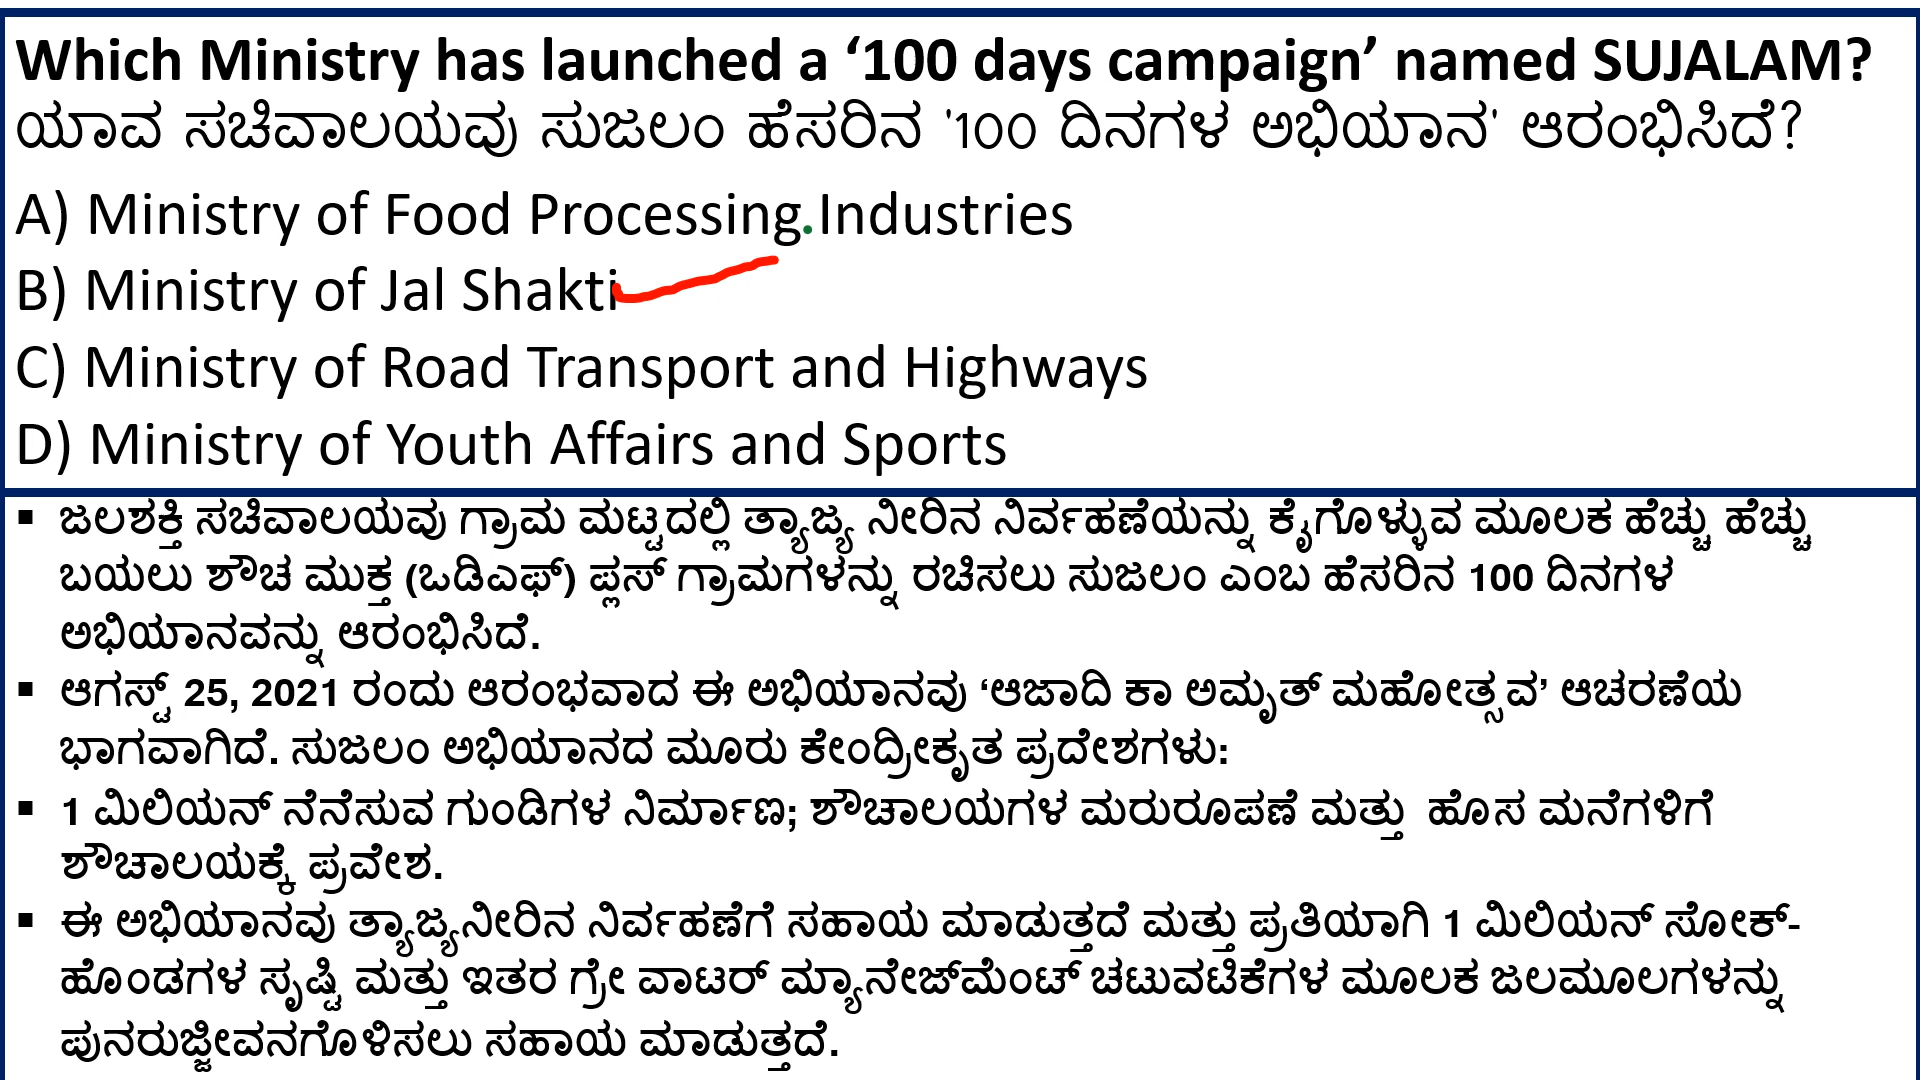 Which Ministry has launched a ‘100 days campaign’ named SUJALAM?
ಯಾವ ಸಚಿವಾಲಯವು ಸುಜಲಂ ಹೆಸರಿನ '100 ದಿನಗಳ ಅಭಿಯಾನ' ಆರಂಭಿಸಿದೆ?
A) Ministry of Food Processing Industries
B) Ministry of Jal Shakti
C) Ministry of Road Transport and Highways
D) Ministry of Youth Affairs and Sports
▪ ಜಲಶಕ್ತಿ ಸಚಿವಾಲಯವು ಗ್ರಾಮ ಮಟ್ಟದಲ್ಲಿ ತ್ಯಾಜ್ಯ ನೀರಿನ ನಿರ್ವಹಣೆಯನ್ನು ಕೈಗೊಳ್ಳುವ ಮೂಲಕ ಹೆಚ್ಚು ಹೆಚ್ಚು
ಬಯಲು ಶೌಚ ಮುಕ್ತ (ಒಡಿಎಫ್) ಪ್ಲಸ್ ಗ್ರಾಮಗಳನ್ನು ರಚಿಸಲು ಸುಜಲಂ ಎಂಬ ಹೆಸರಿನ 100 ದಿನಗಳ
ಅಭಿಯಾನವನ್ನು ಆರಂಭಿಸಿದೆ.
▪ ಆಗಸ್ಟ್ 25, 2021 ರಂದು ಆರಂಭವಾದ ಈ ಅಭಿಯಾನವು ‘ಆಜಾದಿ ಕಾ ಅಮೃತ್ ಮಹೋತ್ಸವ’ ಆಚರಣೆಯ
ಭಾಗವಾಗಿದೆ. ಸುಜಲಂ ಅಭಿಯಾನದ ಮೂರು ಕೇಂದ್ರೀಕೃತ ಪ್ರದೇಶಗಳು:
▪ 1 ಮಿಲಿಯನ್ ನೆನೆಸುವ ಗುಂಡಿಗಳ ನಿರ್ಮಾಣ; ಶೌಚಾಲಯಗಳ ಮರುರೂಪಣೆ ಮತ್ತು ಹೊಸ ಮನೆಗಳಿಗೆ
ಶೌಚಾಲಯಕ್ಕೆ ಪ್ರವೇಶ.
▪ ಈ ಅಭಿಯಾನವು ತ್ಯಾಜ್ಯನೀರಿನ ನಿರ್ವಹಣೆಗೆ ಸಹಾಯ ಮಾಡುತ್ತದೆ ಮತ್ತು ಪ್ರತಿಯಾಗಿ 1 ಮಿಲಿಯನ್ ಸೋಕ್-
ಹೊಂಡಗಳ ಸೃಷ್ಟಿ ಮತ್ತು ಇತರ ಗ್ರೇ ವಾಟರ್ ಮ್ಯಾನೇಜ್‌ಮೆಂಟ್ ಚಟುವಟಿಕೆಗಳ ಮೂಲಕ ಜಲಮೂಲಗಳನ್ನು
ಪುನರುಜ್ಜೀವನಗೊಳಿಸಲು ಸಹಾಯ ಮಾಡುತ್ತದೆ.